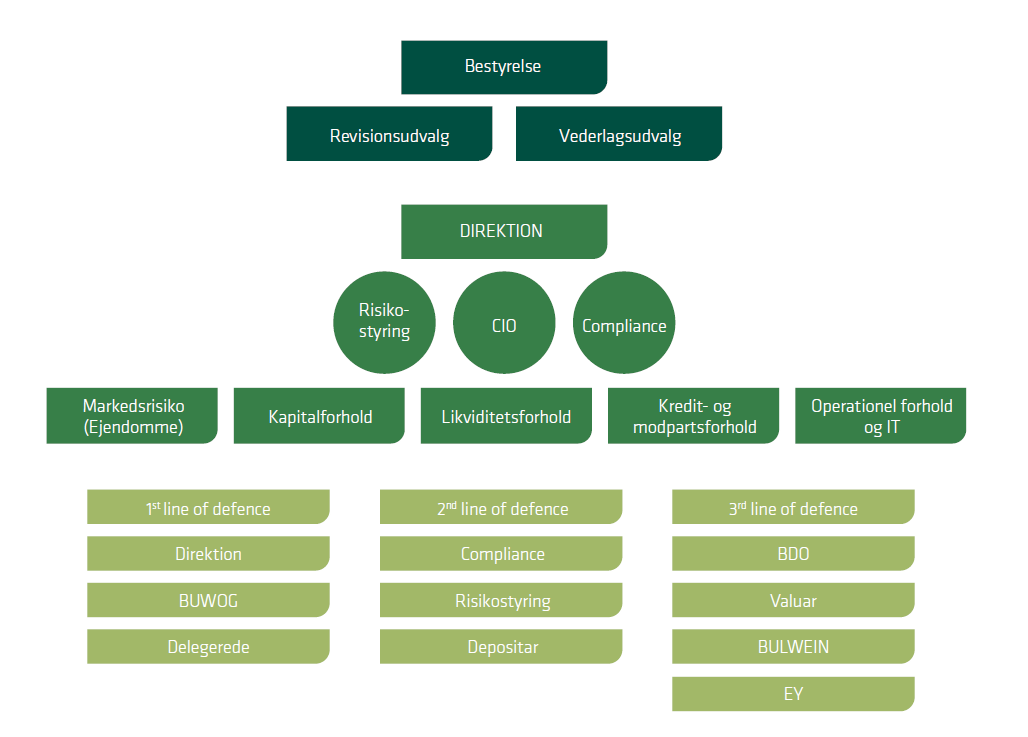 Bestyrelse
Revisionsudvalg
Vederlagsudvalg
DIREKTION
Risiko-
styring
CIO
Compliance
Markedsrisiko
(Ejendomme)
Kapitalforhold
Likviditetsforhold
Kredit- og
modpartsforhold
Operationel forhold
og IT
1st line of defence
Direktion
BUWOG
Delegerede
2nd line of defence
Compliance
Risikostyring
Depositar
3rd line of defence
BDO
Valuar
BULWEIN
EY